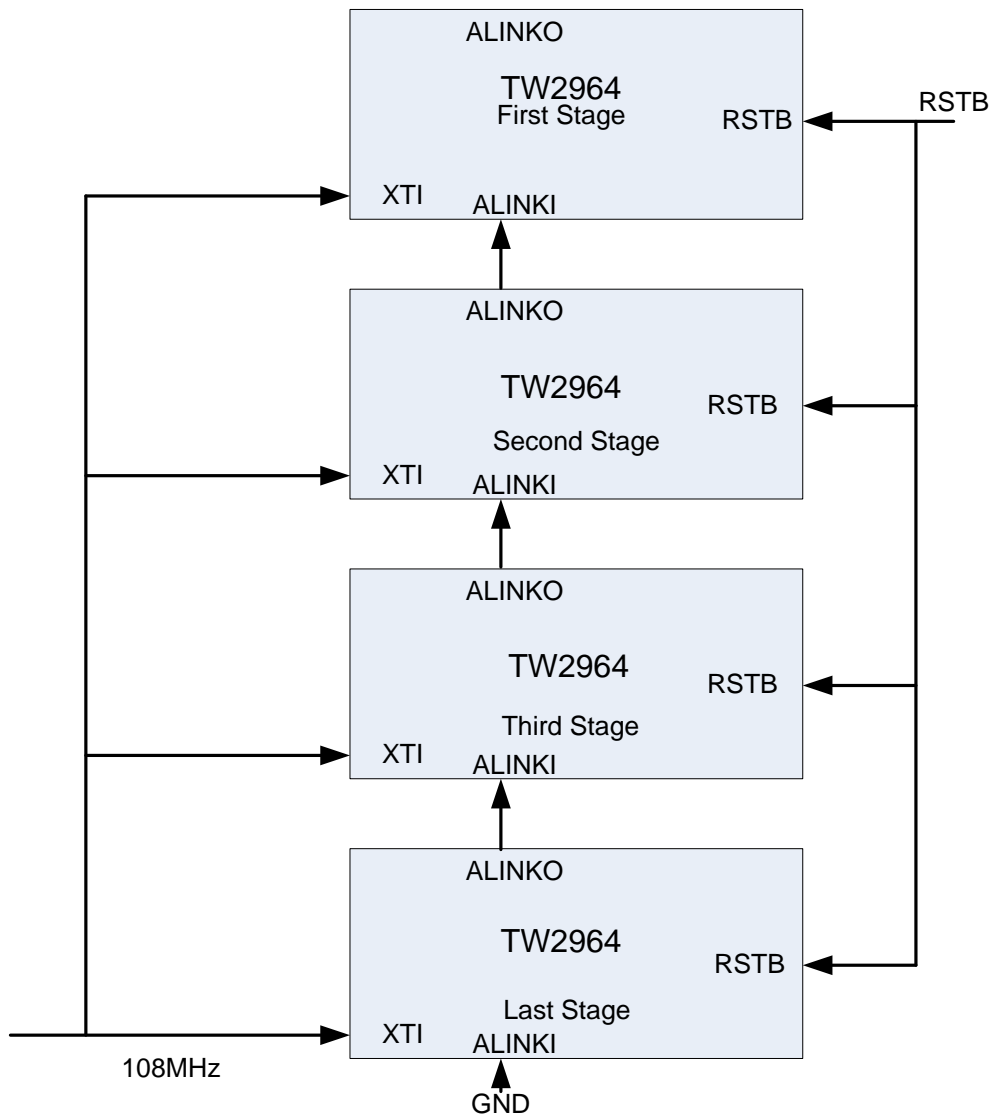 ALINKO
TW2964
First Stage
RSTB
RSTB
XTI
ALINKI
ALINKO
TW2964
RSTB
Second Stage
XTI
ALINKI
ALINKO
TW2964
RSTB
Third Stage
XTI
ALINKI
ALINKO
TW2964
RSTB
Last Stage
XTI
ALINKI
108MHz
GND